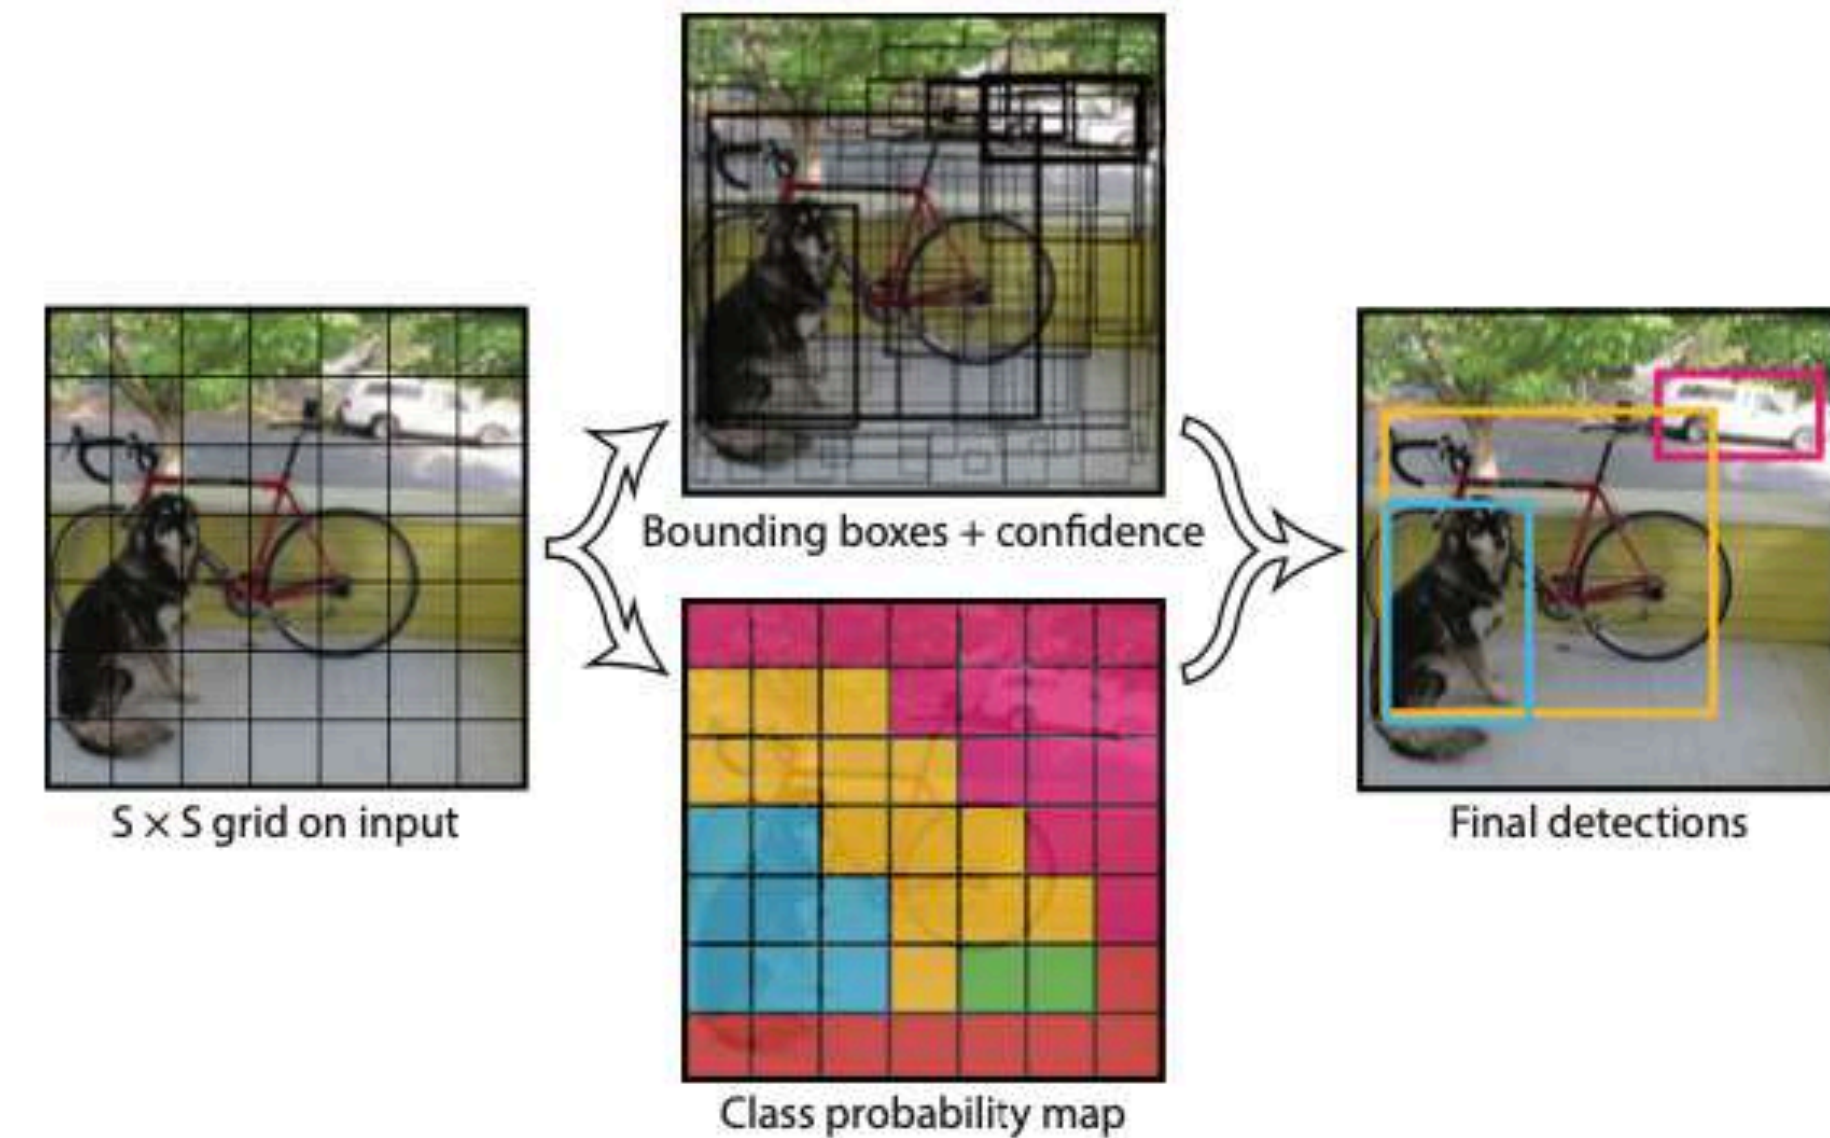 S × S grid on input
Bounding boxes + confidence
Class probability map
Final detections